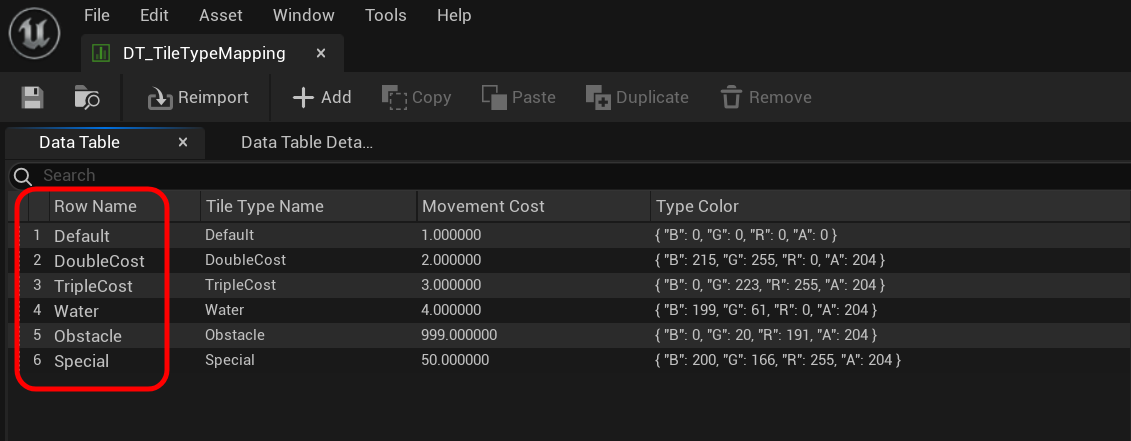 File Edit Asset Window Tools Help
DT_TileTypeMapping ×
Reimport Add Copy Paste Duplicate Remove
Data Table × Data Table Deta...
Search
Row Name Tile Type Name Movement Cost Type Color
1 Default Default 1.000000 { "B": 0, "G": 0, "R": 0, "A": 0 }
2 DoubleCost DoubleCost 2.000000 { "B": 215, "G": 255, "R": 0, "A": 204 }
3 TripleCost TripleCost 3.000000 { "B": 0, "G": 223, "R": 255, "A": 204 }
4 Water Water 4.000000 { "B": 199, "G": 61, "R": 0, "A": 204 }
5 Obstacle Obstacle 999.000000 { "B": 0, "G": 20, "R": 191, "A": 204 }
6 Special Special 50.000000 { "B": 200, "G": 166, "R": 255, "A": 204 }